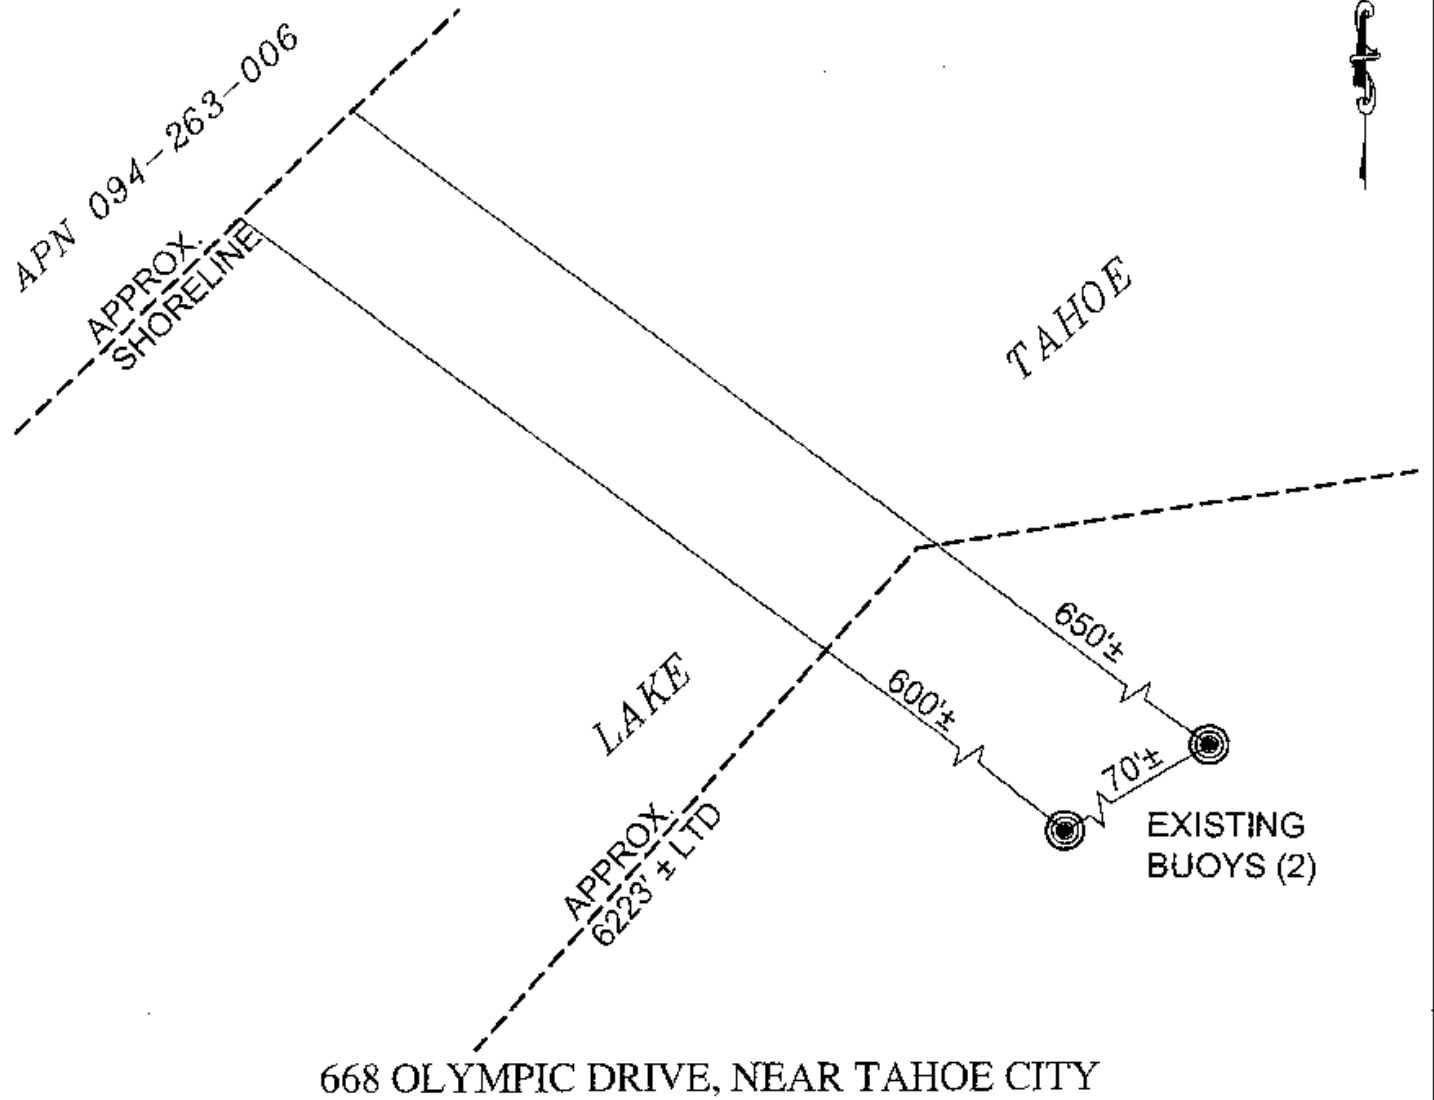 APN 094-263-006
APPROX.
SHORELINE
TAHOE
LAKE
650'±
600'±
70'±
EXISTING
BUOYS (2)
APPROX.
6223' ± LTD
668 OLYMPIC DRIVE, NEAR TAHOE CITY